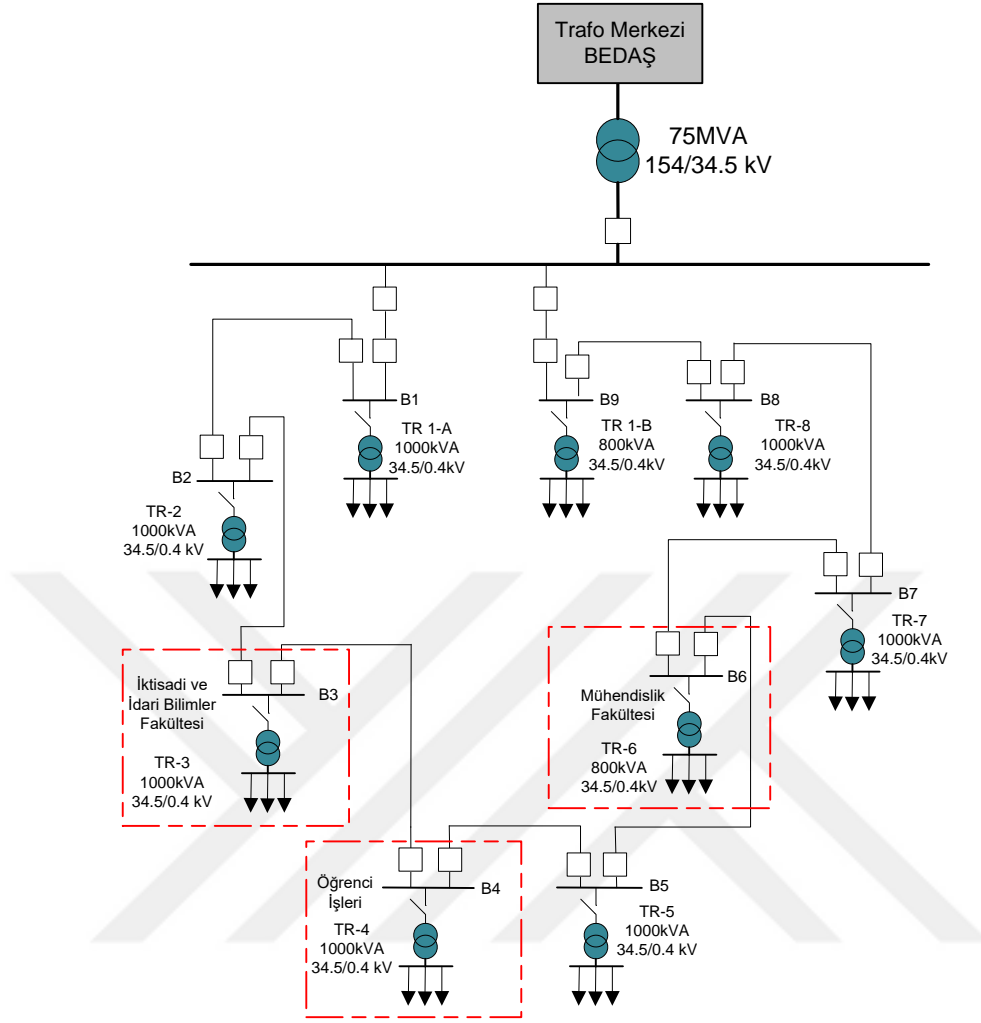 Trafo Merkezi
BEDAŞ
75MVA
154/34.5 kV
B1
TR 1-A
1000kVA
34.5/0.4kV
B9
TR 1-B
800kVA
34.5/0.4kV
B8
TR-8
1000kVA
34.5/0.4kV
B2
TR-2
1000kVA
34.5/0.4 kV
B7
TR-7
1000kVA
34.5/0.4kV
İktisadi ve
İdari Bilimler
Fakültesi
B3
TR-3
1000kVA
34.5/0.4 kV
Mühendislik
Fakültesi
B6
TR-6
800kVA
34.5/0.4kV
Öğrenci
İşleri
B4
TR-4
1000kVA
34.5/0.4 kV
B5
TR-5
1000kVA
34.5/0.4 kV